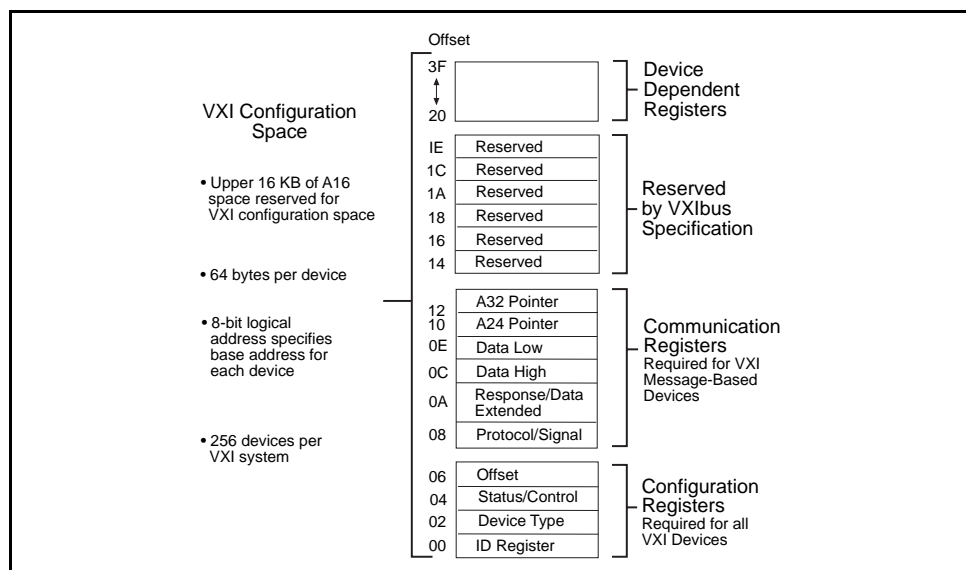 Offset
VXI Configuration
Space
• Upper 16 KB of A16
space reserved for
VXI configuration space
• 64 bytes per device
• 8-bit logical
address specifies
base address for
each device
• 256 devices per
VXI system
3F
20
Device
Dependent
Registers
IE Reserved
1C Reserved
1A Reserved
18 Reserved
16 Reserved
14 Reserved
Reserved
by VXIbus
Specification
12 A32 Pointer
10 A24 Pointer
0E Data Low
0C Data High
0A Response/Data
Extended
08 Protocol/Signal
Communication
Registers
Required for VXI
Message-Based
Devices
06 Offset
04 Status/Control
02 Device Type
00 ID Register
Configuration
Registers
Required for all
VXI Devices